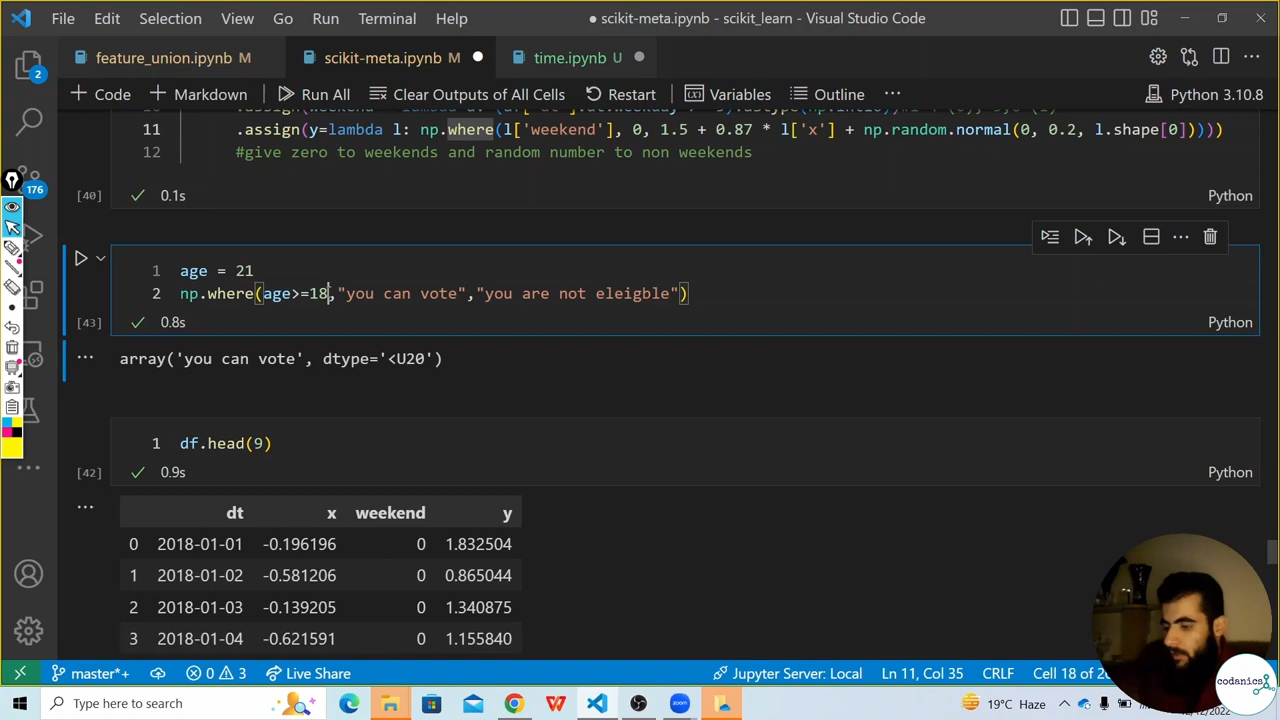 File Edit Selection View Go Run Terminal Help
● scikit-meta.ipynb - scikit_learn - Visual Studio Code
feature_union.ipynb M scikit-meta.ipynb M time.ipynb U
+ Code + Markdown Run All Clear Outputs of All Cells Restart Variables Outline ... Python 3.10.8
11 .assign(y=lambda l: np.where(l['weekend'], 0, 1.5 + 0.87 * l['x'] + np.random.normal(0, 0.2, l.shape[0]))))
12 #give zero to weekends and random number to non weekends
[40] 0.1s Python
1 age = 21
2 np.where(age>=18,"you can vote","you are not eleigble")
[43] 0.8s Python
array('you can vote', dtype='<U20')
1 df.head(9)
[42] 0.9s Python
dt x weekend y
0 2018-01-01 -0.196196 0 1.832504
1 2018-01-02 -0.581206 0 0.865044
2 2018-01-03 -0.139205 0 1.340875
3 2018-01-04 -0.621591 0 1.155840
2
176
master*+ 0 3 Live Share Jupyter Server: Local Ln 11, Col 35 CRLF Cell 18 of
codanics
Type here to search 19°C Haze